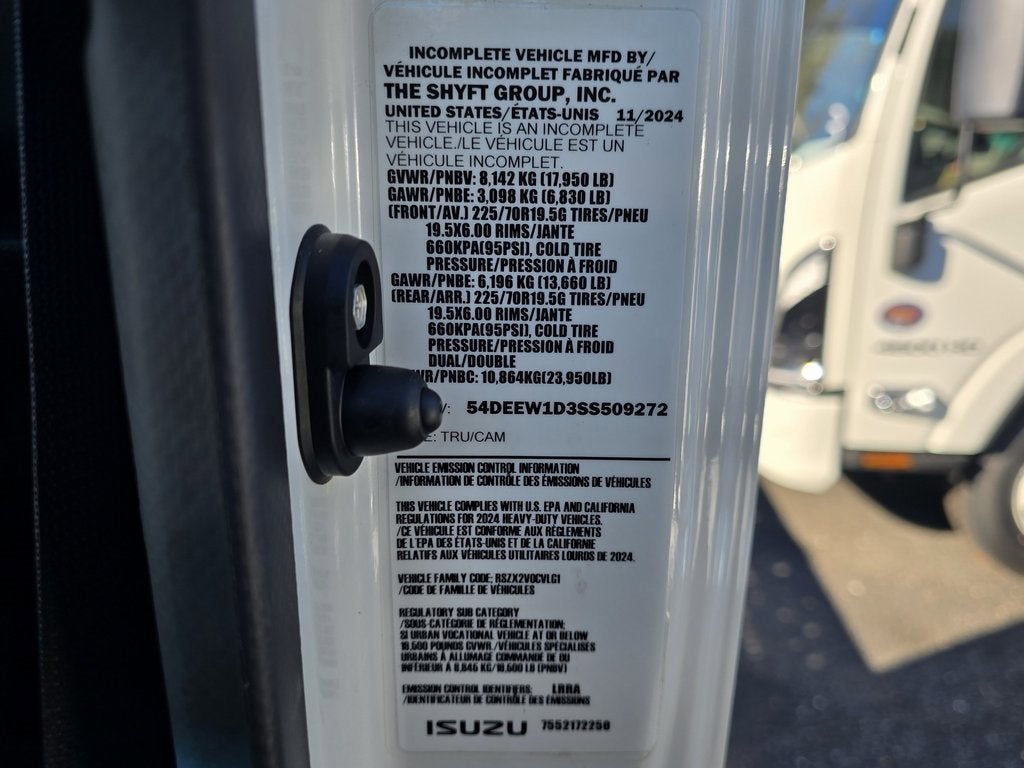 INCOMPLETE VEHICLE MFD BY/
VÉHICULE INCOMPLET FABRIQUÉ PAR
THE SHYFT GROUP, INC.
UNITED STATES/ÉTATS-UNIS 11/2024
THIS VEHICLE IS AN INCOMPLETE
VEHICLE./LE VÉHICULE EST UN
VÉHICULE INCOMPLET.
GVWR/PNBV: 8,142 KG (17,950 LB)
GAWR/PNBE: 3,098 KG (6,830 LB)
(FRONT/AV.) 225/70R19.5G TIRES/PNEU
19.5X6.00 RIMS/JANTE
660KPA(95PSI), COLD TIRE
PRESSURE/PRESSION À FROID
GAWR/PNBE: 6,196 KG (13,660 LB)
(REAR/ARR.) 225/70R19.5G TIRES/PNEU
19.5X6.00 RIMS/JANTE
660KPA(95PSI), COLD TIRE
PRESSURE/PRESSION À FROID
DUAL/DOUBLE
WR/PNBC: 10,864KG(23,950LB)
54DEEW1D3SS509272
E: TRU/CAM
VEHICLE EMISSION CONTROL INFORMATION
/INFORMATION DE CONTRÔLE DES ÉMISSIONS DE VÉHICULES
THIS VEHICLE COMPLIES WITH U.S. EPA AND CALIFORNIA
REGULATIONS FOR 2024 HEAVY-DUTY VEHICLES.
/CE VÉHICULE EST CONFORME AUX RÈGLEMENTS
DE L'EPA DES ÉTATS-UNIS ET DE LA CALIFORNIE
RELATIFS AUX VÉHICULES UTILITAIRES LOURDS DE 2024.
VEHICLE FAMILY CODE: RSZX2VOCVLG1
/CODE DE FAMILLE DE VÉHICULES
REGULATORY SUB CATEGORY
/SOUS-CATÉGORIE DE RÉGLEMENTATION:
SI URBAN VOCATIONAL VEHICLE AT OR BELOW
19,500 POUNDS GVWR./VÉHICULES SPÉCIALISÉS
URBAINS À ALLUMAGE COMMANDÉ DE OU
INFÉRIEUR À 8,845 KG/19,500 LB (PNBV)
EMISSION CONTROL IDENTIFIERS: LRRA
/IDENTIFICATEUR DE CONTRÔLE DES ÉMISSIONS
ISUZU 7552172250